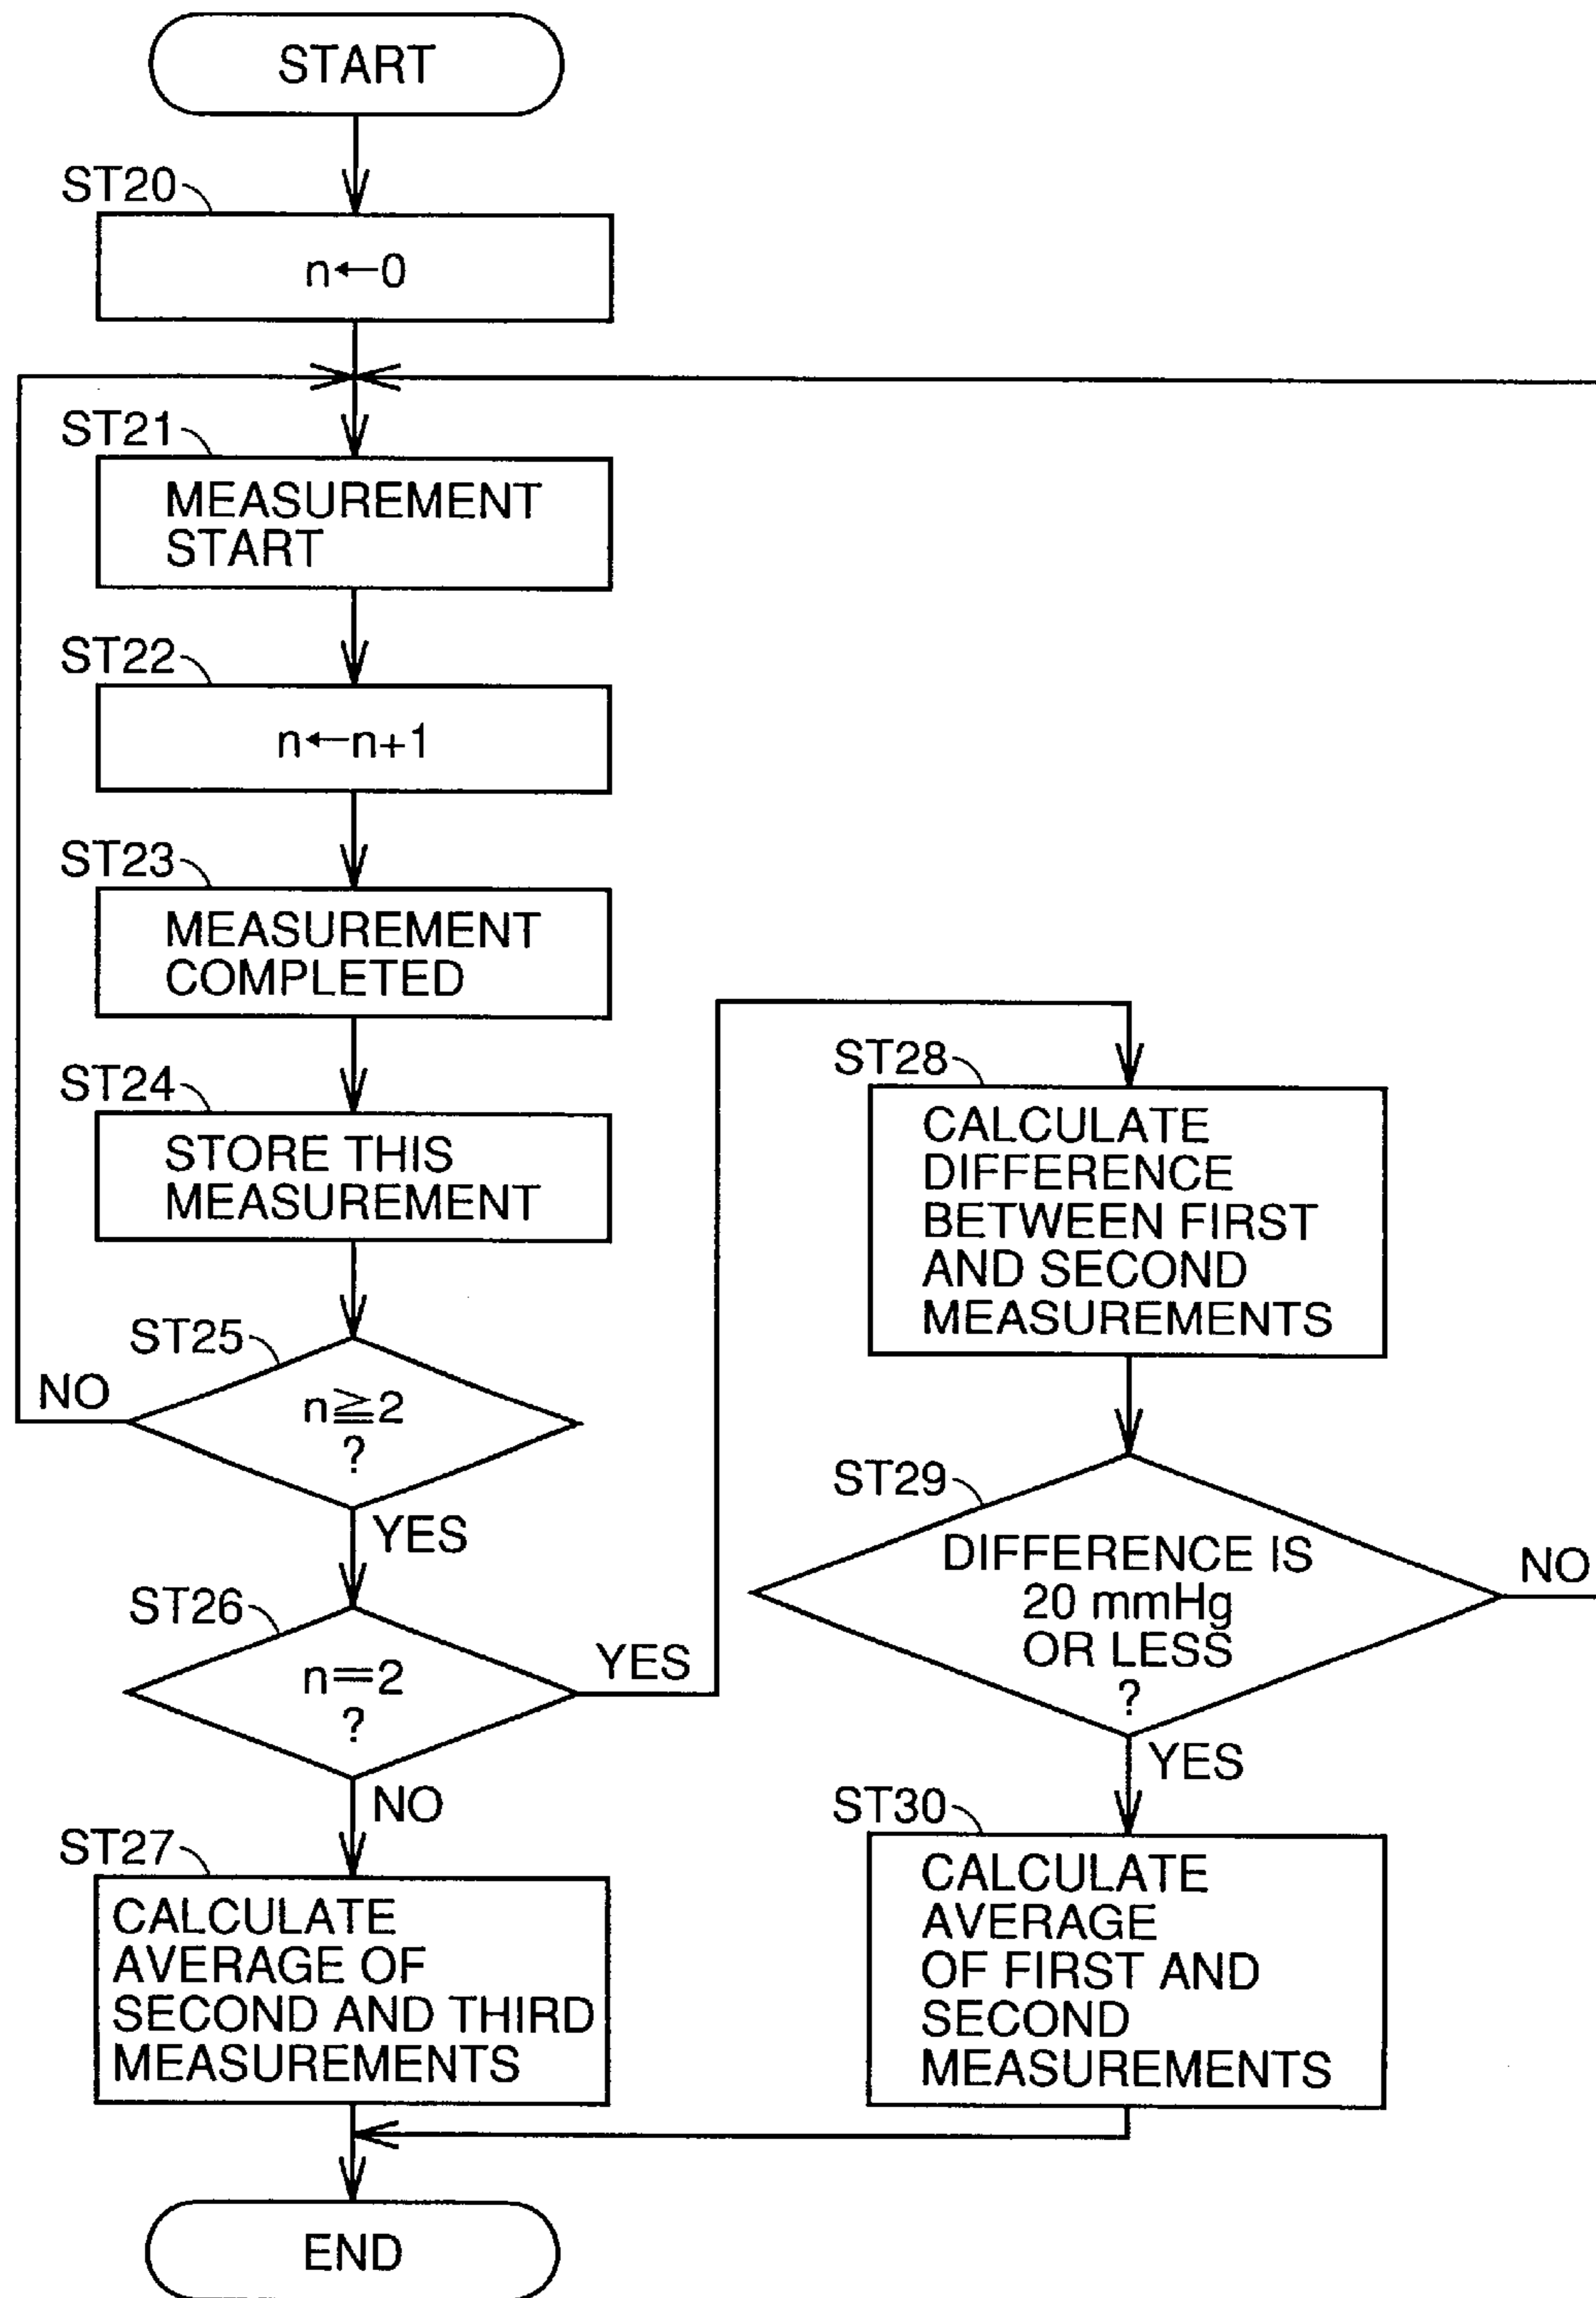 START
ST20
n←0
ST21
MEASUREMENT
START
ST22
n←n+1
ST23
MEASUREMENT
COMPLETED
ST24
STORE THIS
MEASUREMENT
ST25
NO
n≧2
?
YES
ST26
n=2
?
YES
NO
ST27
CALCULATE
AVERAGE OF
SECOND AND THIRD
MEASUREMENTS
ST28
CALCULATE
DIFFERENCE
BETWEEN FIRST
AND SECOND
MEASUREMENTS
ST29
DIFFERENCE IS
20 mmHg
OR LESS
?
NO
YES
ST30
CALCULATE
AVERAGE
OF FIRST AND
SECOND
MEASUREMENTS
END